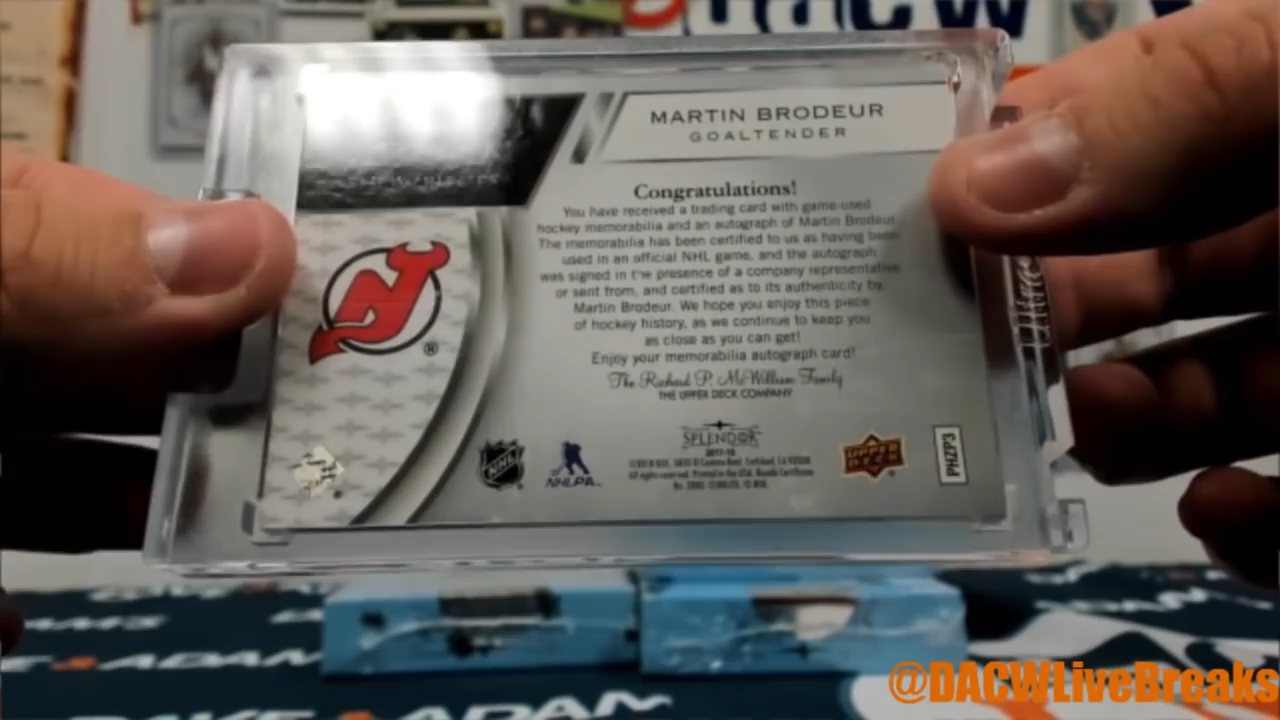 MARTIN BRODEUR
GOALTENDER
Congratulations!
You have received a trading card with game-used
hockey memorabilia and an autograph of Martin Brodeur.
The memorabilia has been certified to us as having been
used in an official NHL game, and the autograph
was signed in the presence of a company representative
or sent from, and certified as to its authenticity by,
Martin Brodeur. We hope you enjoy this piece
of hockey history, as we continue to keep you
as close as you can get!
Enjoy your memorabilia autograph card!
The Richard P. McWilliam Family
THE UPPER DECK COMPANY
SPLENDOR
2017-18
NHL
NHLPA
UPPER DECK
PHZP3
@DACWLiveBreaks